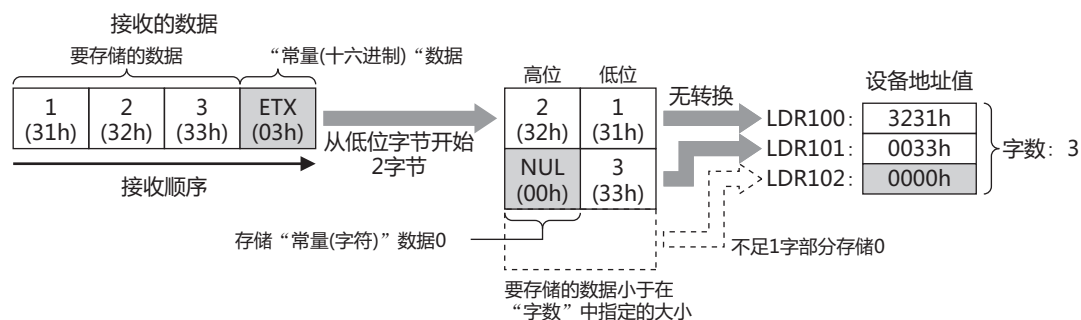 接收的数据
要存储的数据
“常量(十六进制)“数据
1 2 3 ETX
(31h) (32h) (33h) (03h)
接收顺序
从低位字节开始
2字节
高位 低位
2 1
(32h) (31h)
NUL 3
(00h) (33h)
存储“常量(字符)”数据0
要存储的数据小于在
“字数”中指定的大小
无转换
设备地址值
LDR100: 3231h
LDR101: 0033h
LDR102: 0000h
字数: 3
不足1字部分存储0